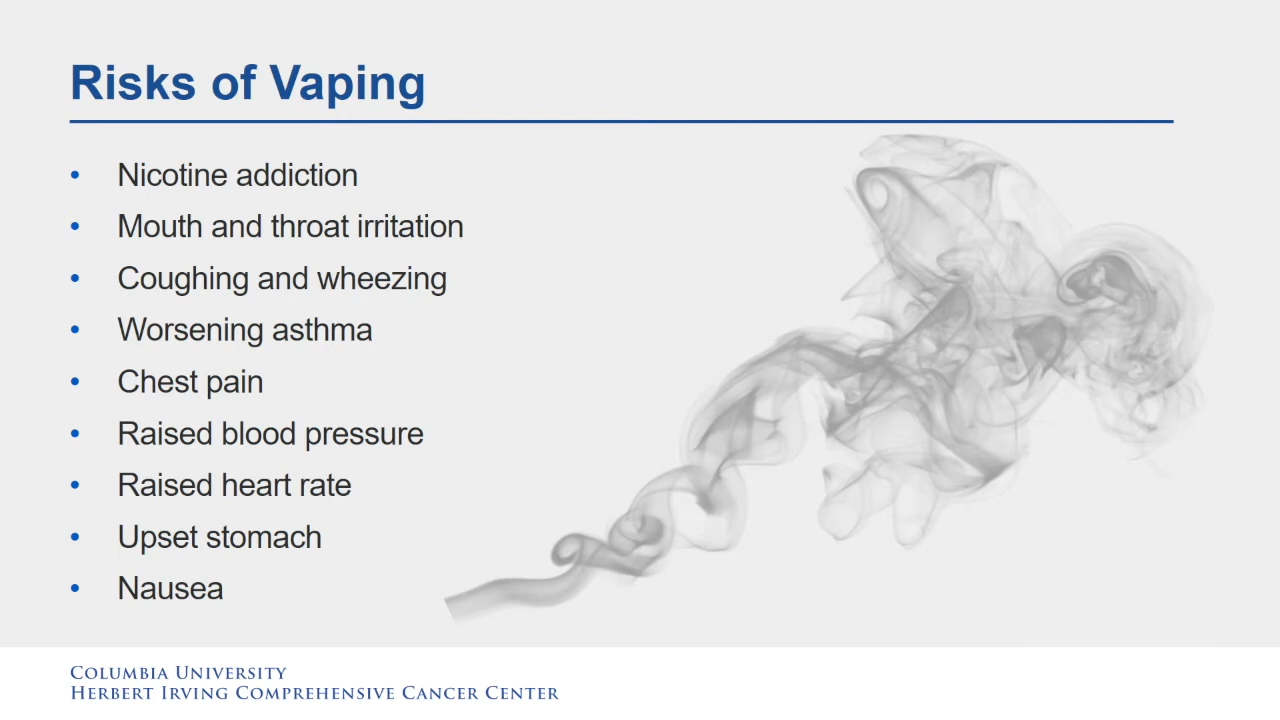 Risks of Vaping
• Nicotine addiction
• Mouth and throat irritation
• Coughing and wheezing
• Worsening asthma
• Chest pain
• Raised blood pressure
• Raised heart rate
• Upset stomach
• Nausea
Columbia University
Herbert Irving Comprehensive Cancer Center